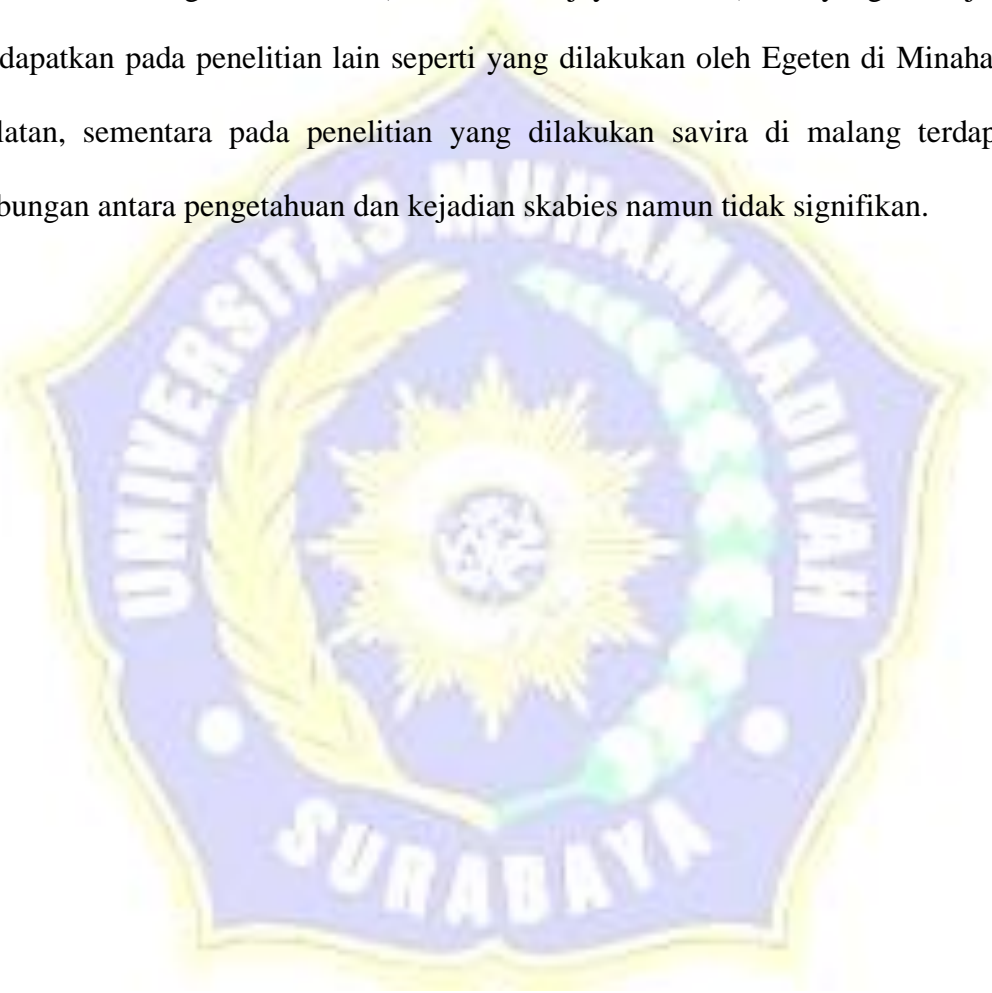 dapatkan pada penelitian lain seperti yang dilakukan oleh Egeten di Minaha
latan, sementara pada penelitian yang dilakukan savira di malang terdap
bungan antara pengetahuan dan kejadian skabies namun tidak signifikan.
UNIVERSITAS MUHAMMADIYAH
SURABAYA